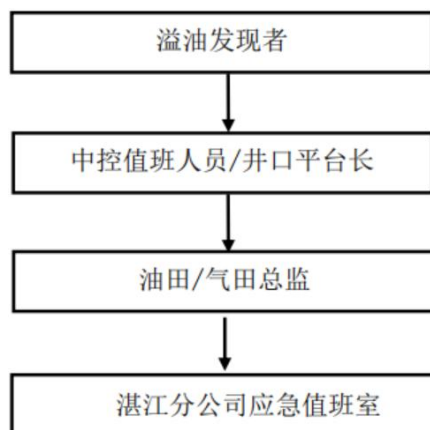 溢油发现者
中控值班人员/井口平台长
油田/气田总监
湛江分公司应急值班室